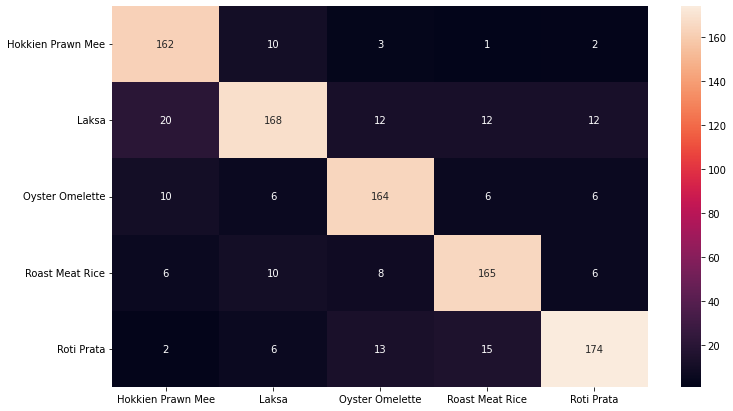 Hokkien Prawn Mee 162 10 3 1 2
Laksa 20 168 12 12 12
Oyster Omelette 10 6 164 6 6
Roast Meat Rice 6 10 8 165 6
Roti Prata 2 6 13 15 174
Hokkien Prawn Mee Laksa Oyster Omelette Roast Meat Rice Roti Prata
160
140
120
100
80
60
40
20